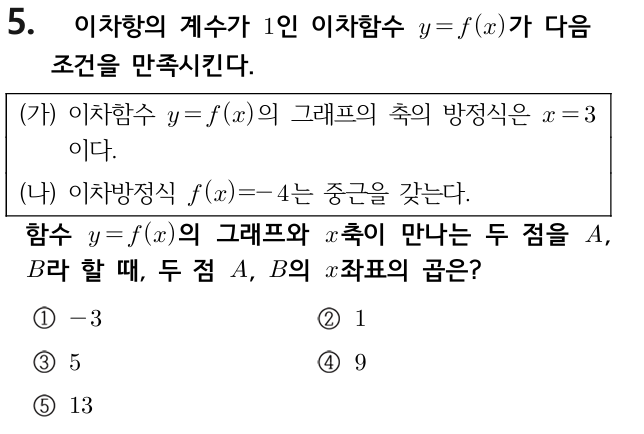 5. 이차항의 계수가 1인 이차함수 y=f(x)가 다음
조건을 만족시킨다.
(가) 이차함수 y=f(x)의 그래프의 축의 방정식은 x=3
이다.
(나) 이차방정식 f(x)=-4는 중근을 갖는다.
함수 y=f(x)의 그래프와 x축이 만나는 두 점을 A,
B라 할 때, 두 점 A, B의 x좌표의 곱은?
① -3 ② 1
③ 5 ④ 9
⑤ 13